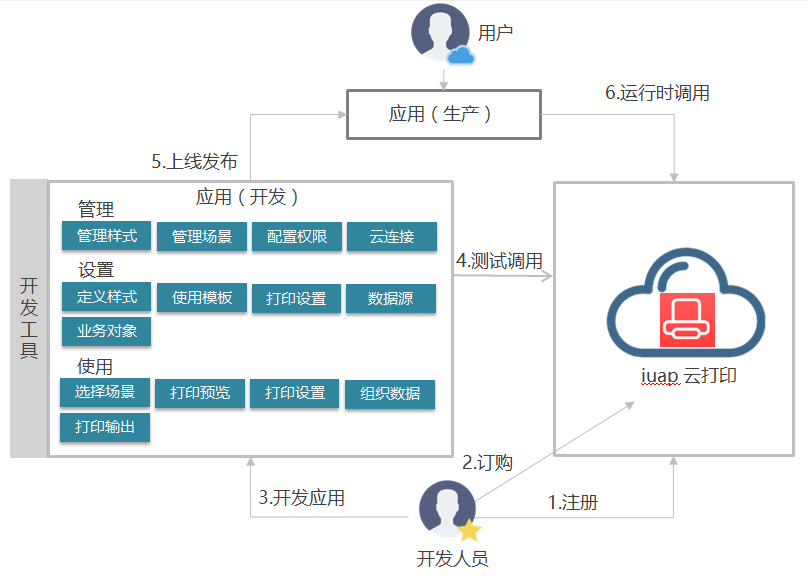 用户
应用（生产）
6.运行时调用
5.上线发布
开发工具
应用（开发）
管理
管理样式 管理场景 配置权限 云连接
设置
定义样式 使用模板 打印设置 数据源
业务对象
使用
选择场景 打印预览 打印设置 组织数据
打印输出
4.测试调用
iuap 云打印
2.订购
3.开发应用
1.注册
开发人员